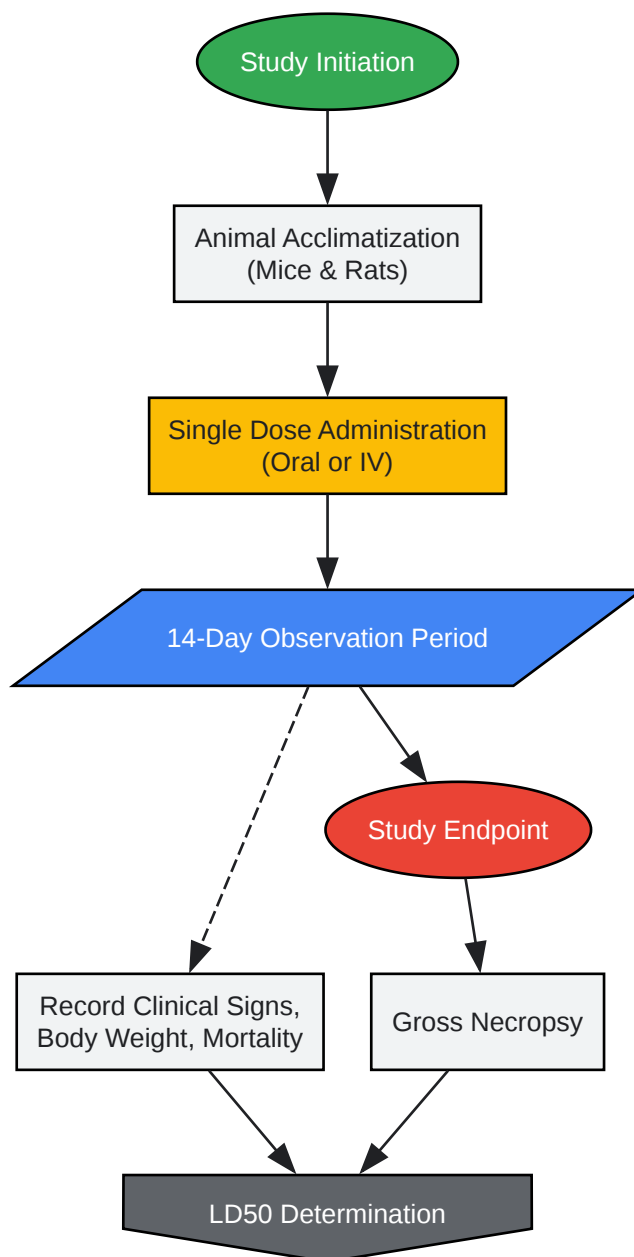 Study Initiation
Animal Acclimatization
(Mice & Rats)
Single Dose Administration
(Oral or IV)
14-Day Observation Period
Study Endpoint
Record Clinical Signs,
Body Weight, Mortality
Gross Necropsy
LD50 Determination